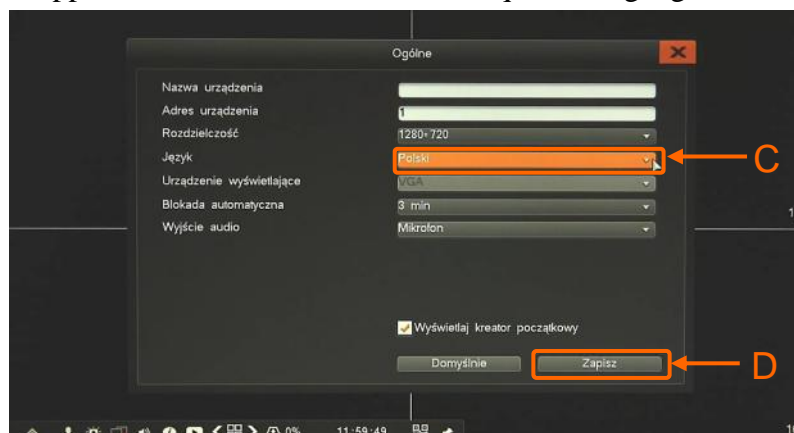 Ogólne
Nazwa urządzenia
Adres urządzenia 1
Rozdzielczość 1280*720
Język Polski C
Urządzenie wyświetlające VGA
Blokada automatyczna 3 min
Wyjście audio Mikrofon
Wyświetlaj kreator początkowy
Domyślnie Zapisz D
0% 11:59:49